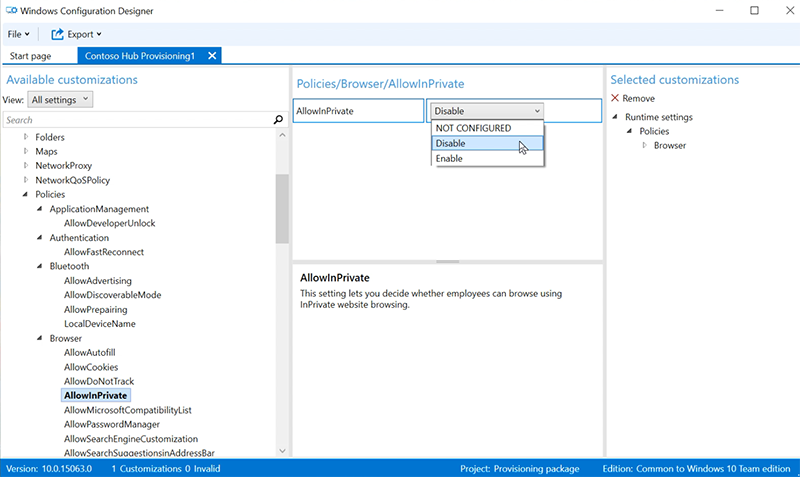 Windows Configuration Designer
File
Export
Start page
Contoso Hub Provisioning1
Available customizations
View:
All settings
Search
Folders
Maps
NetworkProxy
NetworkQoSPolicy
Policies
ApplicationManagement
AllowDeveloperUnlock
Authentication
AllowFastReconnect
Bluetooth
AllowAdvertising
AllowDiscoverableMode
AllowPrepairing
LocalDeviceName
Browser
AllowAutofill
AllowCookies
AllowDoNotTrack
AllowInPrivate
AllowMicrosoftCompatibilityList
AllowPasswordManager
AllowSearchEngineCustomization
AllowSearchSuggestionsinAddressBar
Policies/Browser/AllowInPrivate
AllowInPrivate
Disable
NOT CONFIGURED
Disable
Enable
AllowInPrivate
This setting lets you decide whether employees can browse using
InPrivate website browsing.
Selected customizations
Remove
Runtime settings
Policies
Browser
Version: 10.0.15063.0
1 Customizations 0 Invalid
Project: Provisioning package
Edition: Common to Windows 10 Team edition